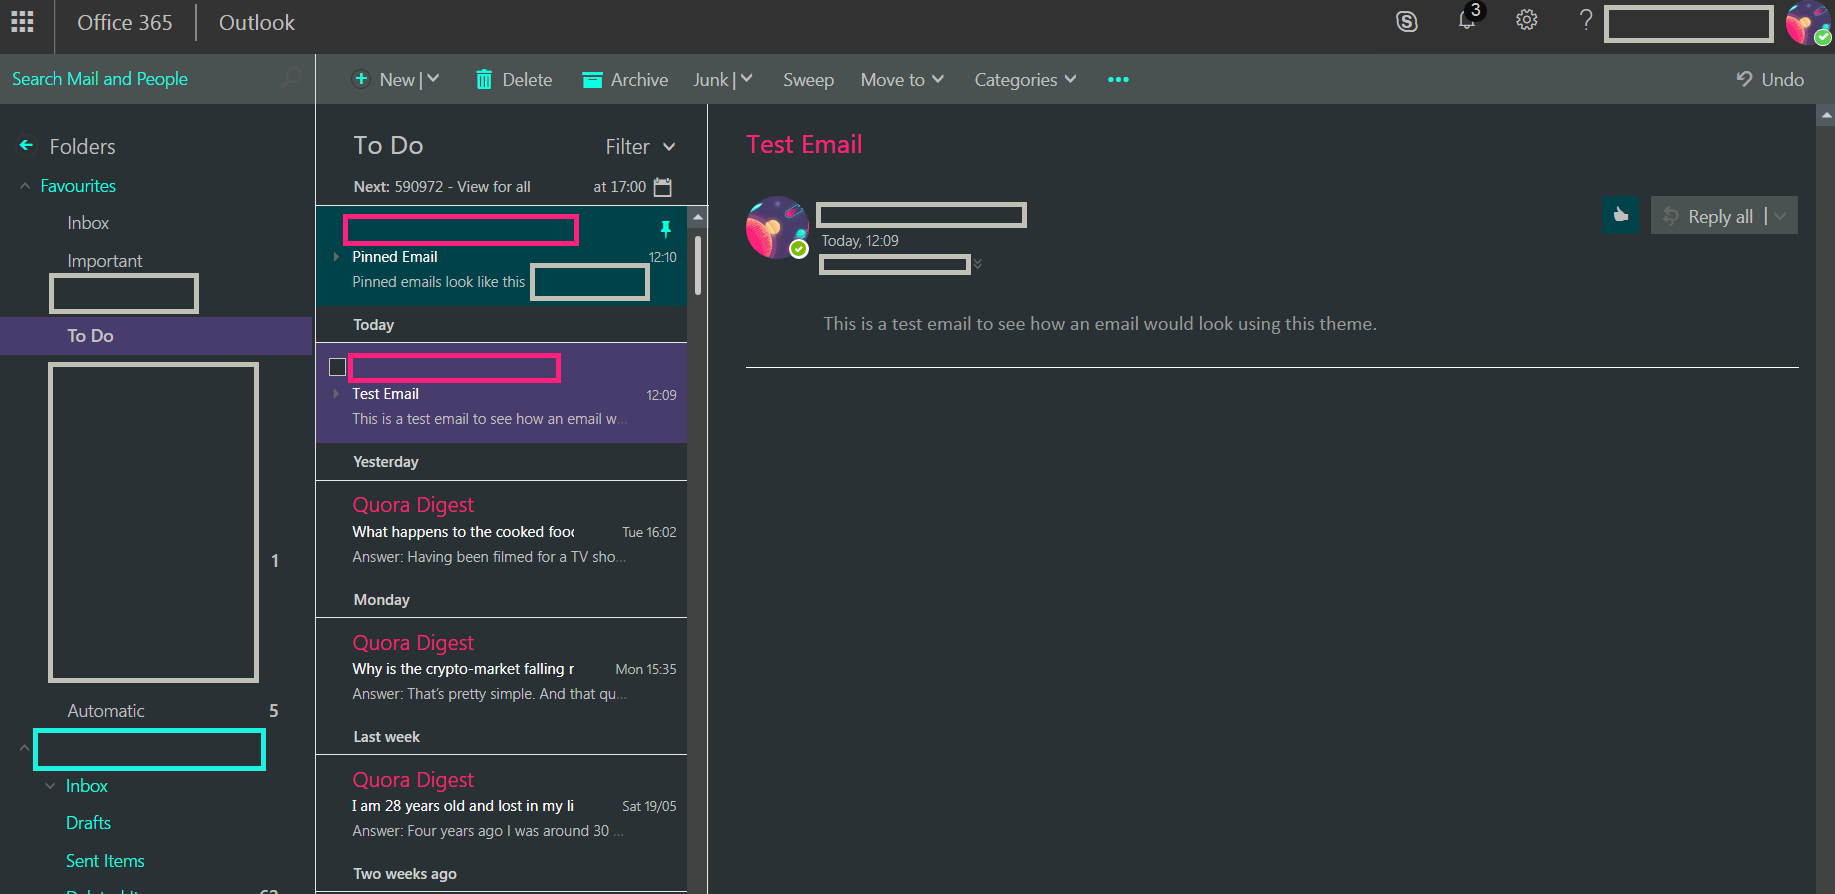 Office 365
Outlook
3
?
Search Mail and People
New
Delete
Archive
Junk
Sweep
Move to
Categories
Undo
Folders
Favourites
Inbox
Important
To Do
1
Automatic 5
Inbox
Drafts
Sent Items
To Do
Filter
Next: 590972 - View for all at 17:00
Pinned Email 12:10
Pinned emails look like this
Today
Test Email 12:09
This is a test email to see how an email w...
Yesterday
Quora Digest
What happens to the cooked food Tue 16:02
Answer: Having been filmed for a TV sho...
Monday
Quora Digest
Why is the crypto-market falling r Mon 15:35
Answer: That's pretty simple. And that qu...
Last week
Quora Digest
I am 28 years old and lost in my li Sat 19/05
Answer: Four years ago I was around 30 ...
Two weeks ago
Test Email
Today, 12:09
Reply all
This is a test email to see how an email would look using this theme.